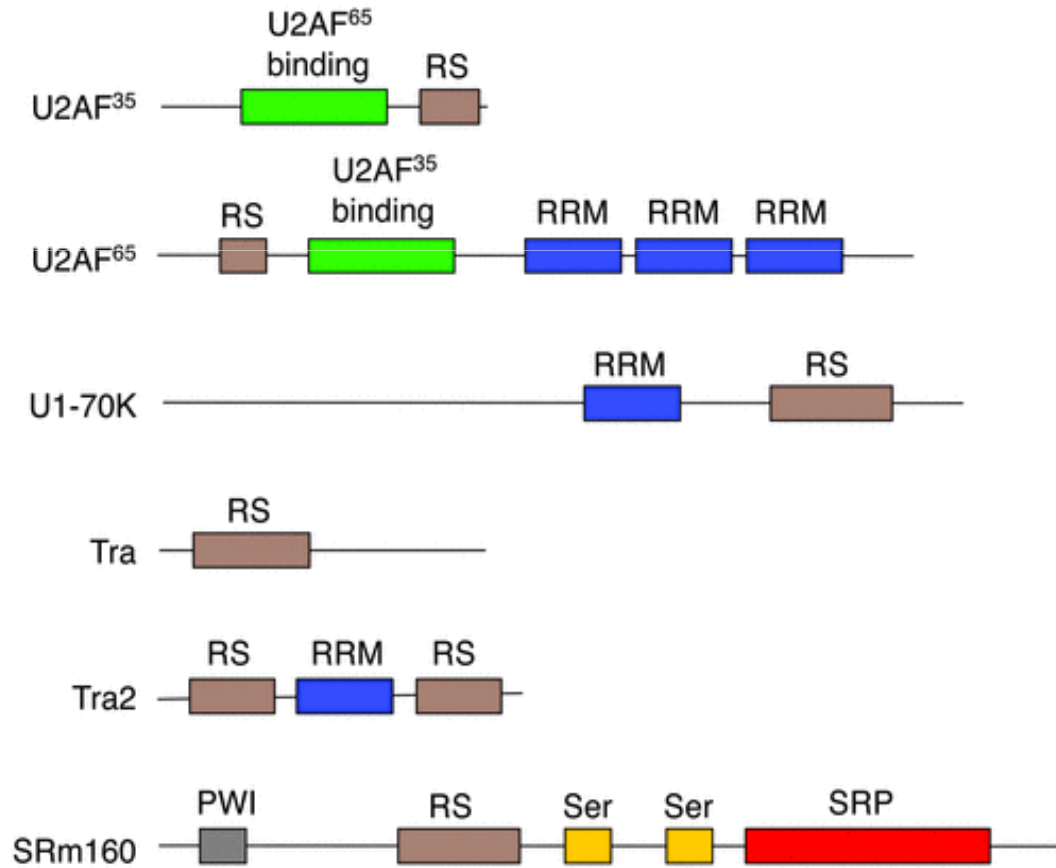 U2AF⁶⁵
binding
RS
U2AF³⁵
U2AF³⁵
binding
RS
RRM RRM RRM
U2AF⁶⁵
RRM RS
U1-70K
RS
Tra
RS RRM RS
Tra2
PWI RS Ser Ser SRP
SRm160